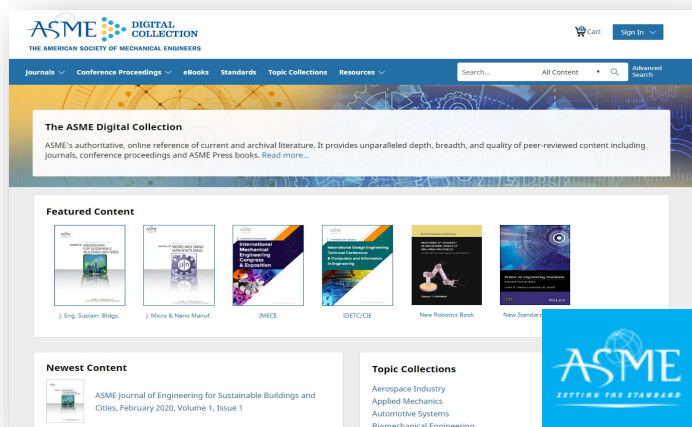 ASME DIGITAL
COLLECTION
THE AMERICAN SOCIETY OF MECHANICAL ENGINEERS
Cart
Sign In
Journals Conference Proceedings eBooks Standards Topic Collections Resources
Search... All Content
Advanced
Search
The ASME Digital Collection
ASME's authoritative, online reference of current and archival literature. It provides unparalleled depth, breadth, and quality of peer-reviewed content including
journals, conference proceedings and ASME Press books. Read more...
Featured Content
International
Mechanical
Engineering
Congress
& Exposition
International Design Engineering
Technical Conference
& Computers and Information
in Engineering
WILEY
J. Eng. Sustain. Bldgs.
J. Micro & Nano Manuf.
IMECE
IDETC/CIE
New Robotics Book
New Standard
Newest Content
ASME Journal of Engineering for Sustainable Buildings and
Cities, February 2020, Volume 1, Issue 1
Topic Collections
Aerospace Industry
Applied Mechanics
Automotive Systems
Biomechanical Engineering
ASME
SETTING THE STANDARD